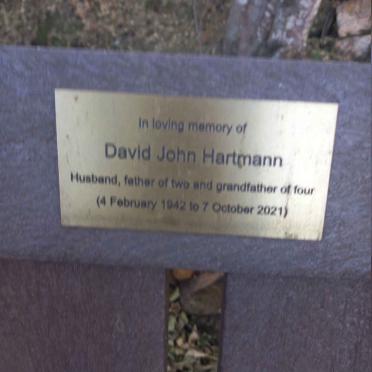 In loving memory of
David John Hartmann
Husband, father of two and grandfather of four
(4 February 1942 to 7 October 2021)